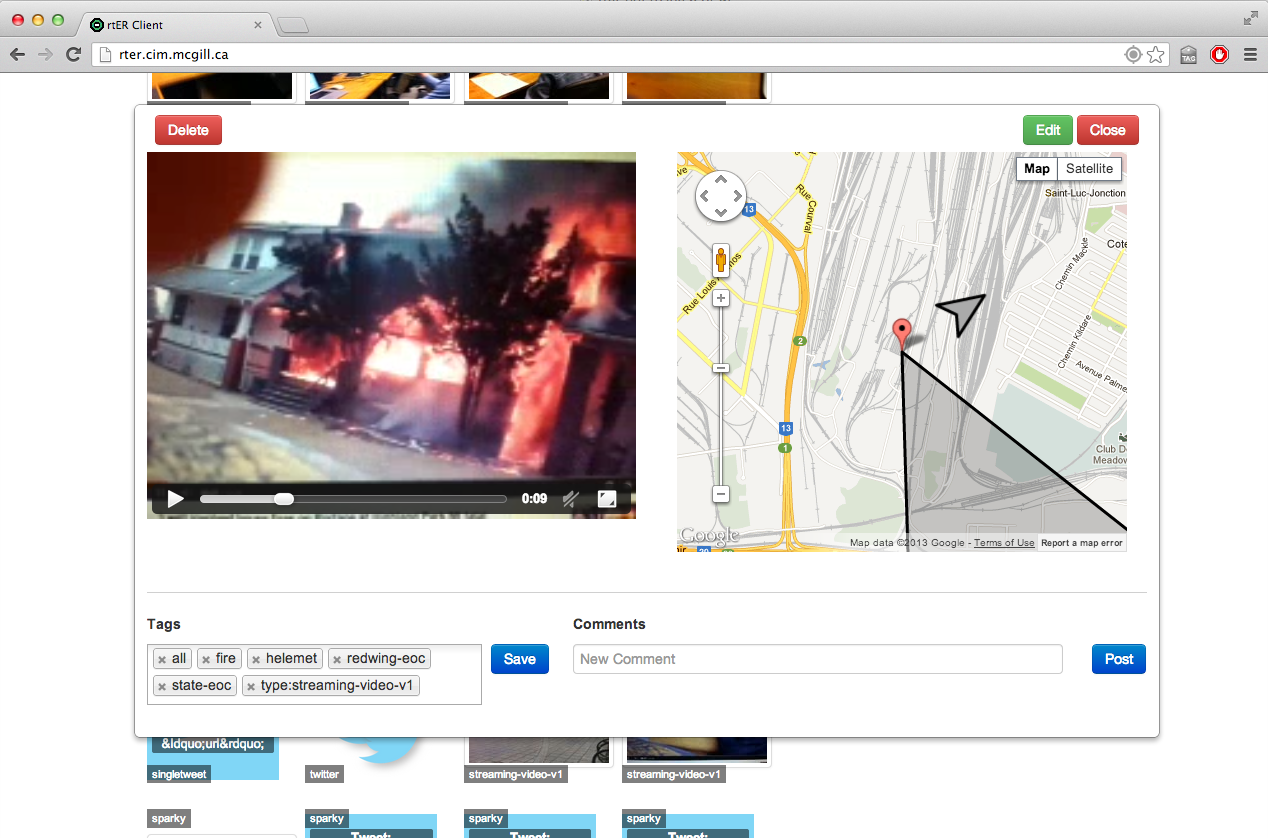 rtER Client
rter.cim.mcgill.ca
TAG
Delete
Edit
Close
0:09
Map
Satellite
Saint-Luc-Jonction
Rue Courval
13
Cote
Chemin Mackle
2
Chemin Kildare
Avenue Palme
13
1
Club De
Meadow
Google
Map data ©2013 Google - Terms of Use
Report a map error
Tags
Comments
× all × fire × helemet × redwing-eoc
× state-eoc × type:streaming-video-v1
Save
New Comment
Post
&ldquo;url&rdquo;
singletweet
twitter
streaming-video-v1
streaming-video-v1
sparky
sparky
sparky
sparky
Tweet:
Tweet:
Tweet: